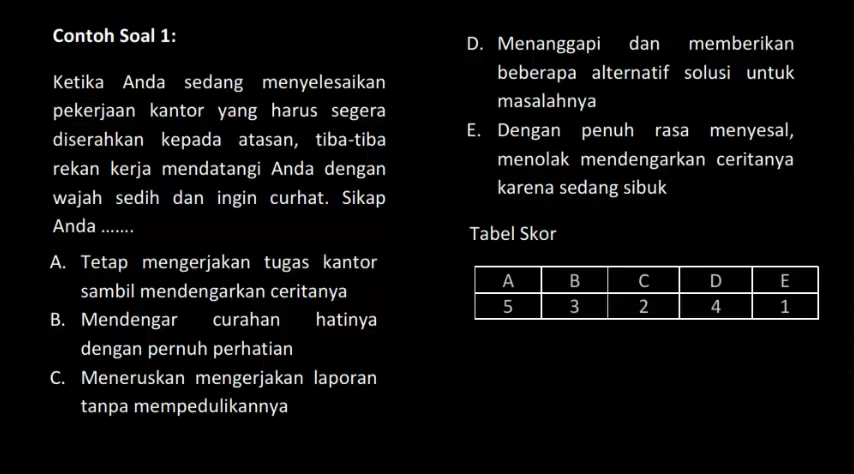 Contoh Soal 1:
Ketika Anda sedang menyelesaikan
pekerjaan kantor yang harus segera
diserahkan kepada atasan, tiba-tiba
rekan kerja mendatangi Anda dengan
wajah sedih dan ingin curhat. Sikap
Anda .......
A. Tetap mengerjakan tugas kantor
sambil mendengarkan ceritanya
B. Mendengar curahan hatinya
dengan pernuh perhatian
C. Meneruskan mengerjakan laporan
tanpa mempedulikannya
D. Menanggapi dan memberikan
beberapa alternatif solusi untuk
masalahnya
E. Dengan penuh rasa menyesal,
menolak mendengarkan ceritanya
karena sedang sibuk
Tabel Skor
A B C D E
5 3 2 4 1